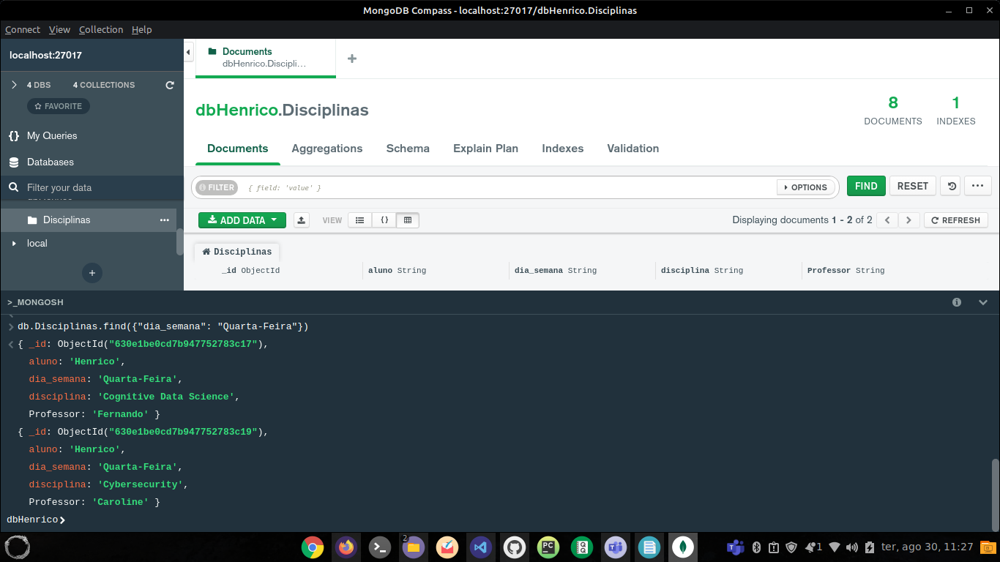 MongoDB Compass - localhost:27017/dbHenrico.Disciplinas
Connect View Collection Help
localhost:27017
Documents
dbHenrico.Discipli...
4 DBS 4 COLLECTIONS
FAVORITE
dbHenrico.Disciplinas
8
DOCUMENTS
1
INDEXES
My Queries
Databases
Filter your data
Documents Aggregations Schema Explain Plan Indexes Validation
FILTER { field: 'value' } OPTIONS FIND RESET
Disciplinas
local
ADD DATA VIEW { } Displaying documents 1 - 2 of 2 REFRESH
Disciplinas
_id ObjectId aluno String dia_semana String disciplina String Professor String
>_MONGOSH
db.Disciplinas.find({"dia_semana": "Quarta-Feira"})
{ _id: ObjectId("630e1be0cd7b947752783c17"),
aluno: 'Henrico',
dia_semana: 'Quarta-Feira',
disciplina: 'Cognitive Data Science',
Professor: 'Fernando' }
{ _id: ObjectId("630e1be0cd7b947752783c19"),
aluno: 'Henrico',
dia_semana: 'Quarta-Feira',
disciplina: 'Cybersecurity',
Professor: 'Caroline' }
dbHenrico>
2
1 ter, ago 30, 11:27